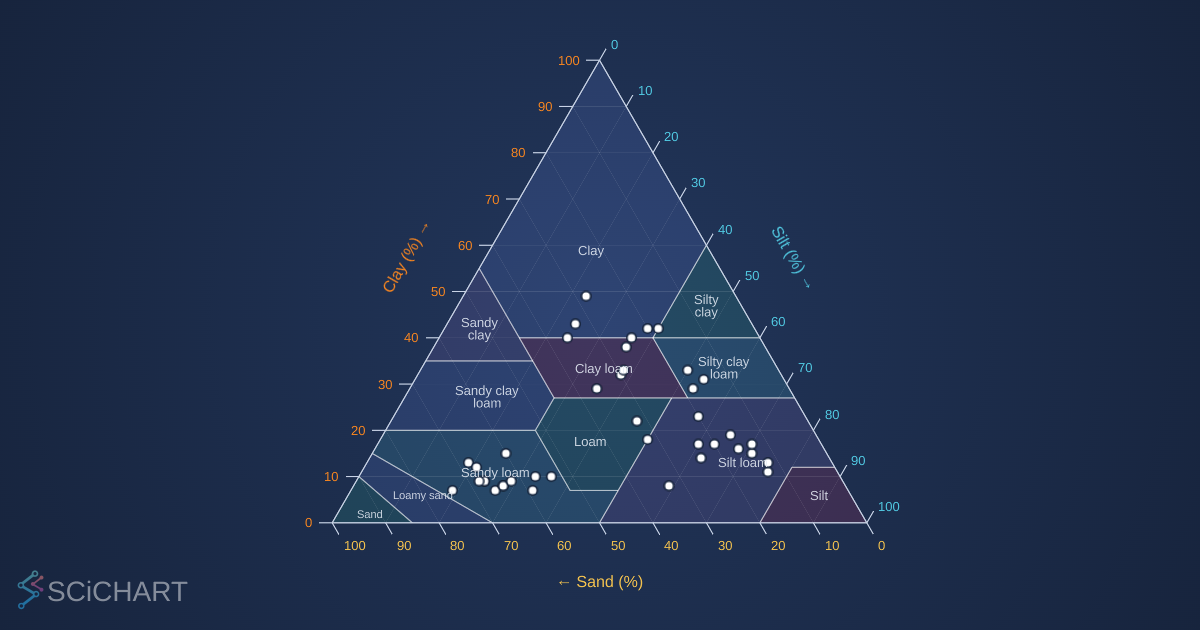 0
100
10
90
20
80
30
70
40
60
Clay (%) →
Silt (%) →
Clay
50
50
Silty
clay
60
Sandy
clay
40
Silty clay
loam
Clay loam
70
30
Sandy clay
loam
80
20
Loam
90
Silt loam
10
Sandy loam
Loamy sand
Silt
100
Sand
0
100
90
80
70
60
50
40
30
20
10
0
← Sand (%)
SCiCHART